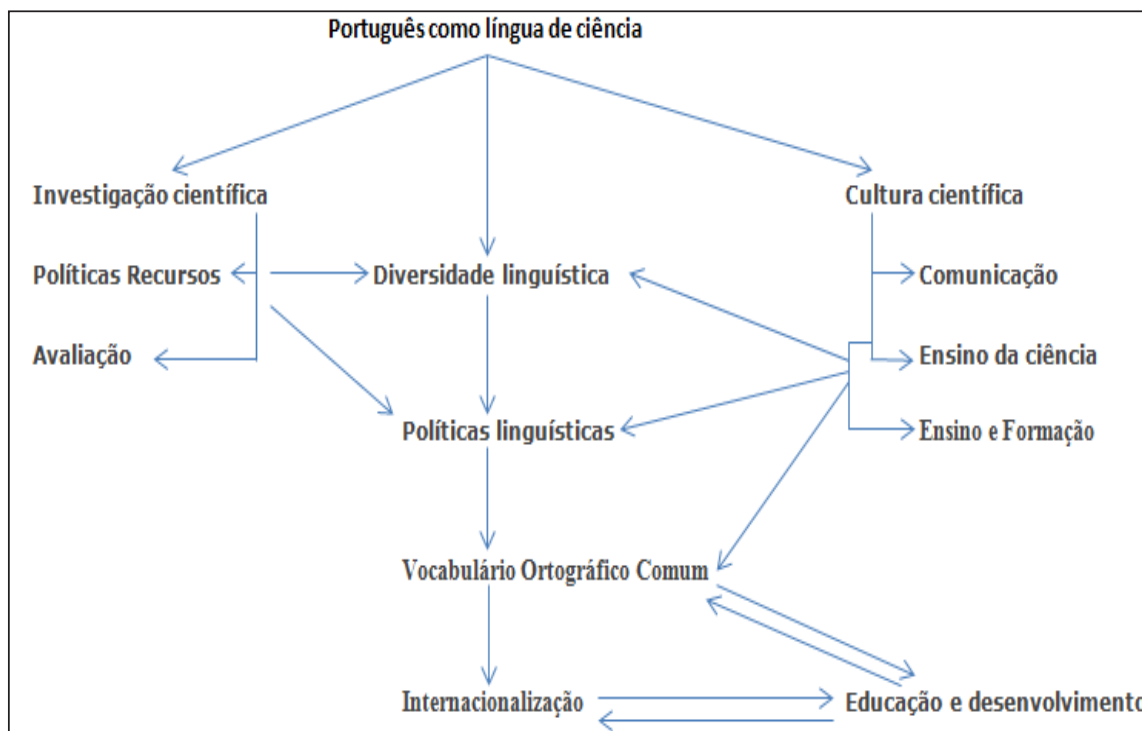 Português como língua de ciência
Investigação científica
Cultura científica
Políticas Recursos
Diversidade linguística
Comunicação
Avaliação
Ensino da ciência
Políticas linguísticas
Ensino e Formação
Vocabulário Ortográfico Comum
Internacionalização
Educação e desenvolvimento